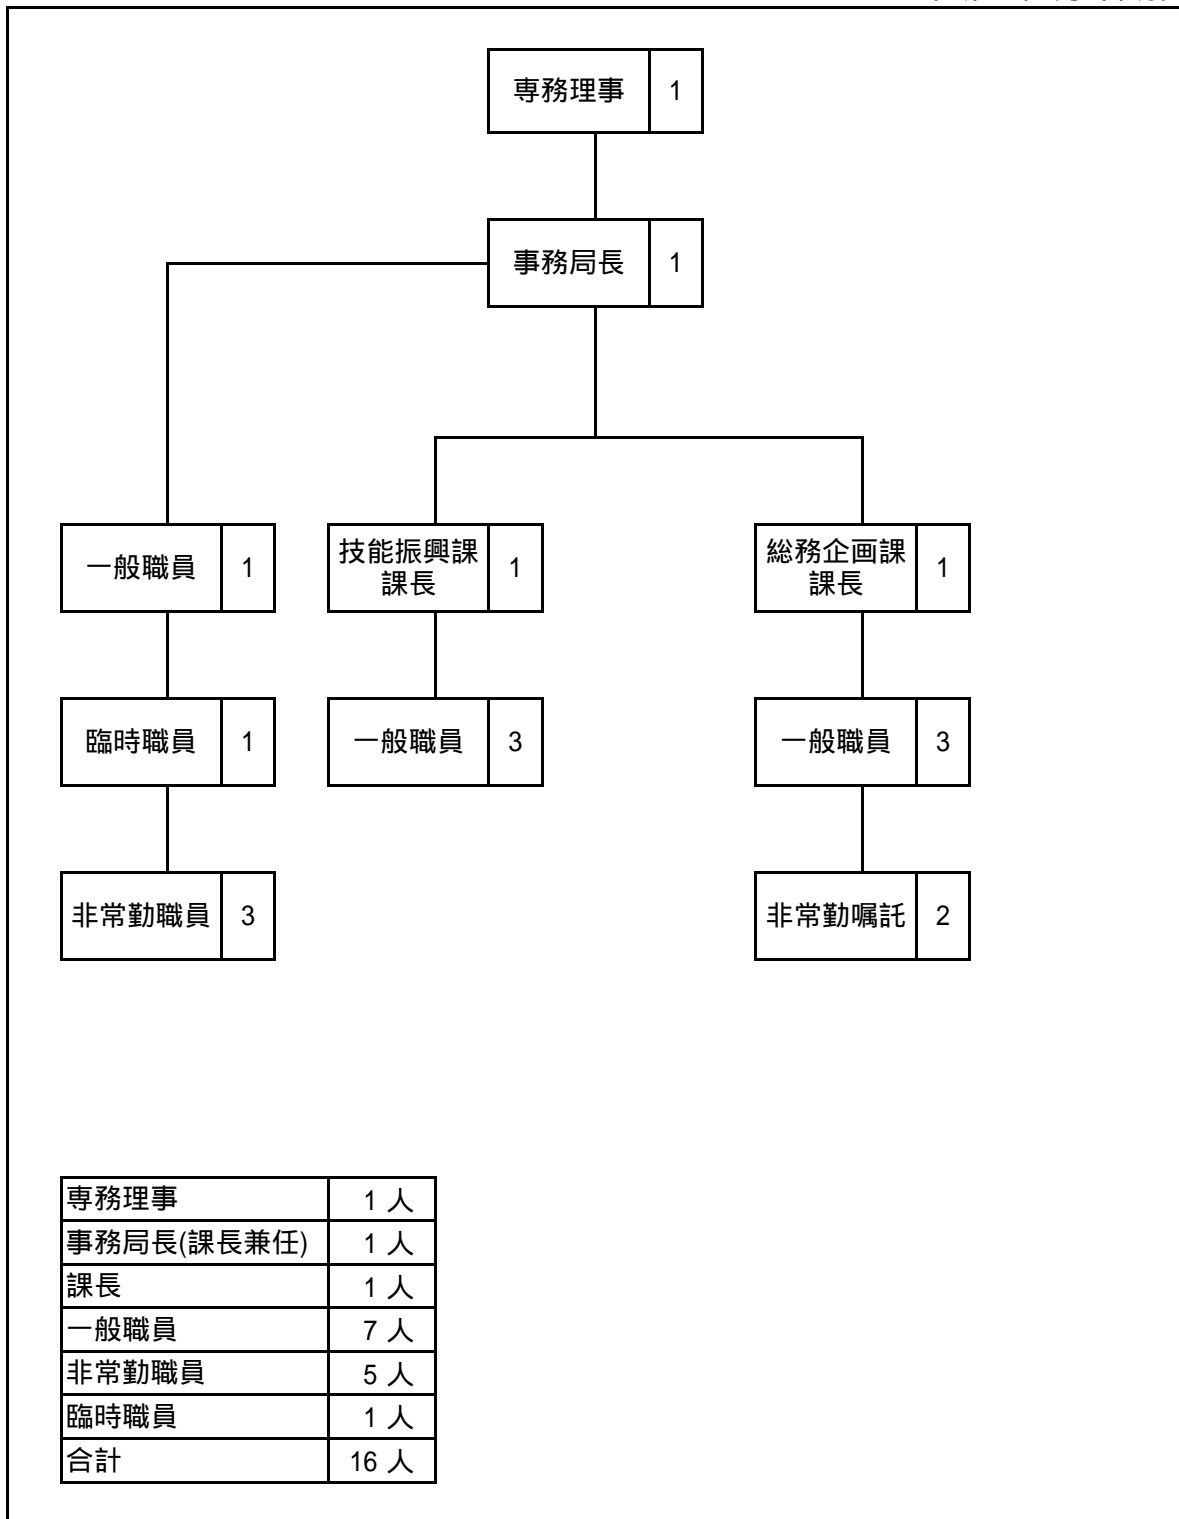 専務理事 1
事務局長 1
一般職員 1
技能振興課
課長 1
総務企画課
課長 1
臨時職員 1
一般職員 3
一般職員 3
非常勤職員 3
非常勤嘱託 2
専務理事 1 人
事務局長(課長兼任) 1 人
課長 1 人
一般職員 7 人
非常勤職員 5 人
臨時職員 1 人
合計 16 人